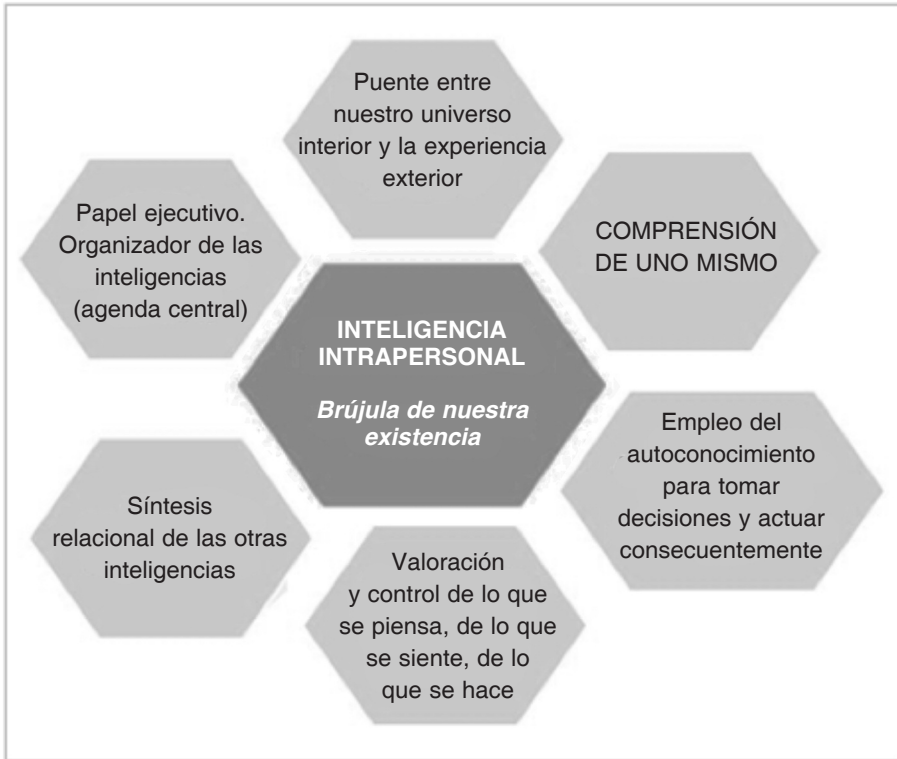 Puente entre
nuestro universo
interior y la experiencia
exterior
Papel ejecutivo.
Organizador de las
inteligencias
(agenda central)
COMPRENSIÓN
DE UNO MISMO
INTELIGENCIA
INTRAPERSONAL
Brújula de nuestra
existencia
Empleo del
autoconocimiento
para tomar
decisiones y actuar
consecuentemente
Síntesis
relacional de las otras
inteligencias
Valoración
y control de lo que
se piensa, de lo que
se siente, de lo
que se hace